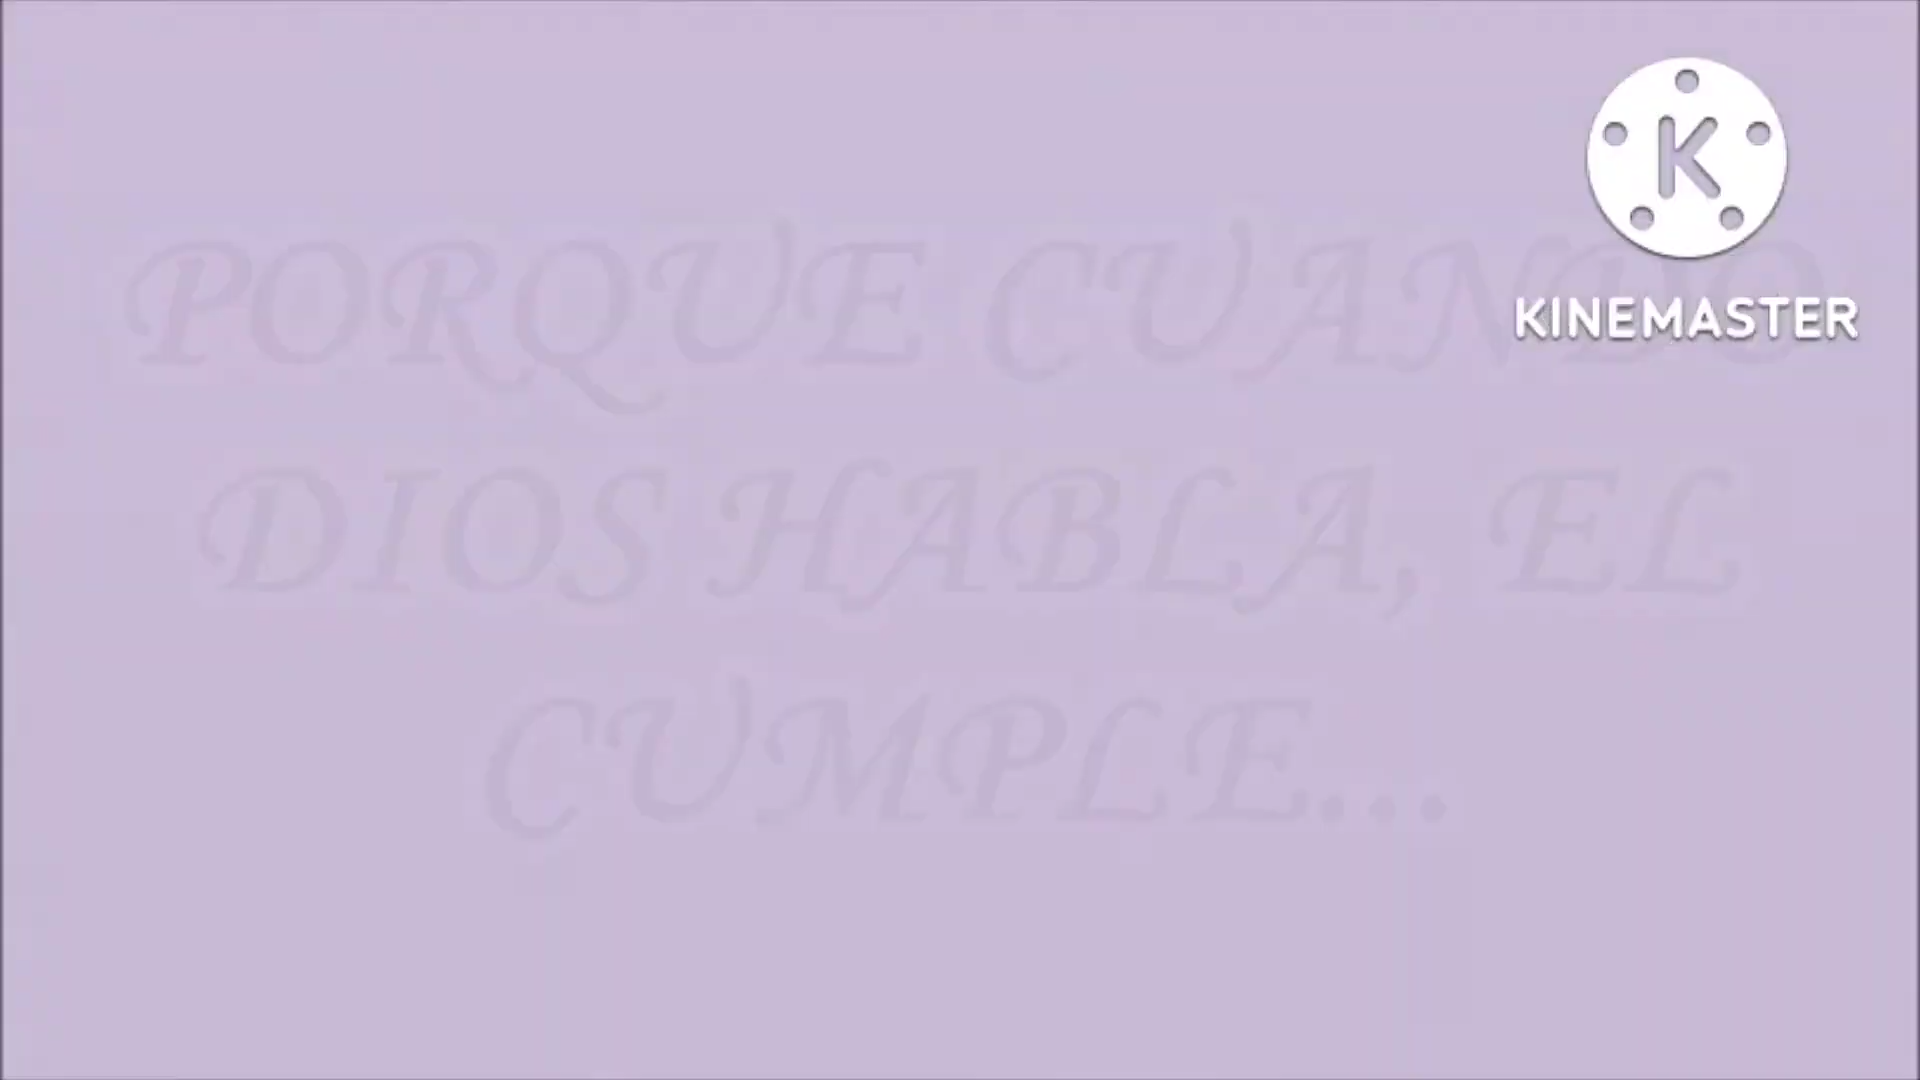 PORQUE CUANDO
DIOS HABLA, EL
CUMPLE...
K
KINEMASTER